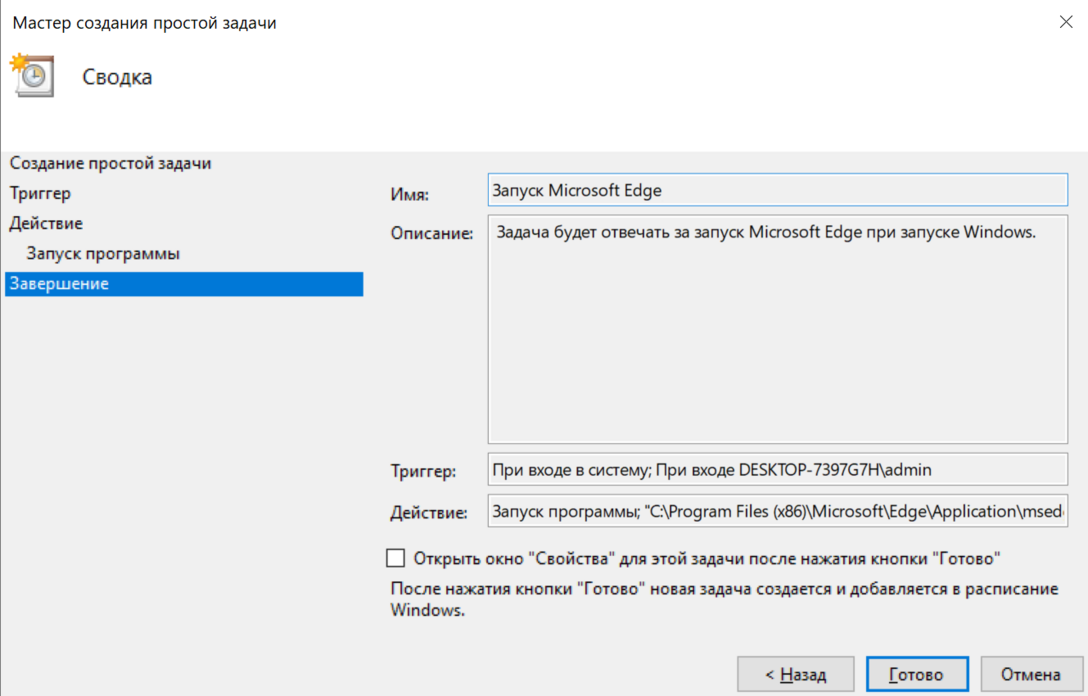 Мастер создания простой задачи
Сводка
Создание простой задачи
Триггер
Действие
Запуск программы
Завершение
Имя:
Запуск Microsoft Edge
Описание:
Задача будет отвечать за запуск Microsoft Edge при запуске Windows.
Триггер:
При входе в систему; При входе DESKTOP-7397G7H\admin
Действие:
Запуск программы; "C:\Program Files (x86)\Microsoft\Edge\Application\msed
Открыть окно "Свойства" для этой задачи после нажатия кнопки "Готово"
После нажатия кнопки "Готово" новая задача создается и добавляется в расписание
Windows.
< Назад
Готово
Отмена